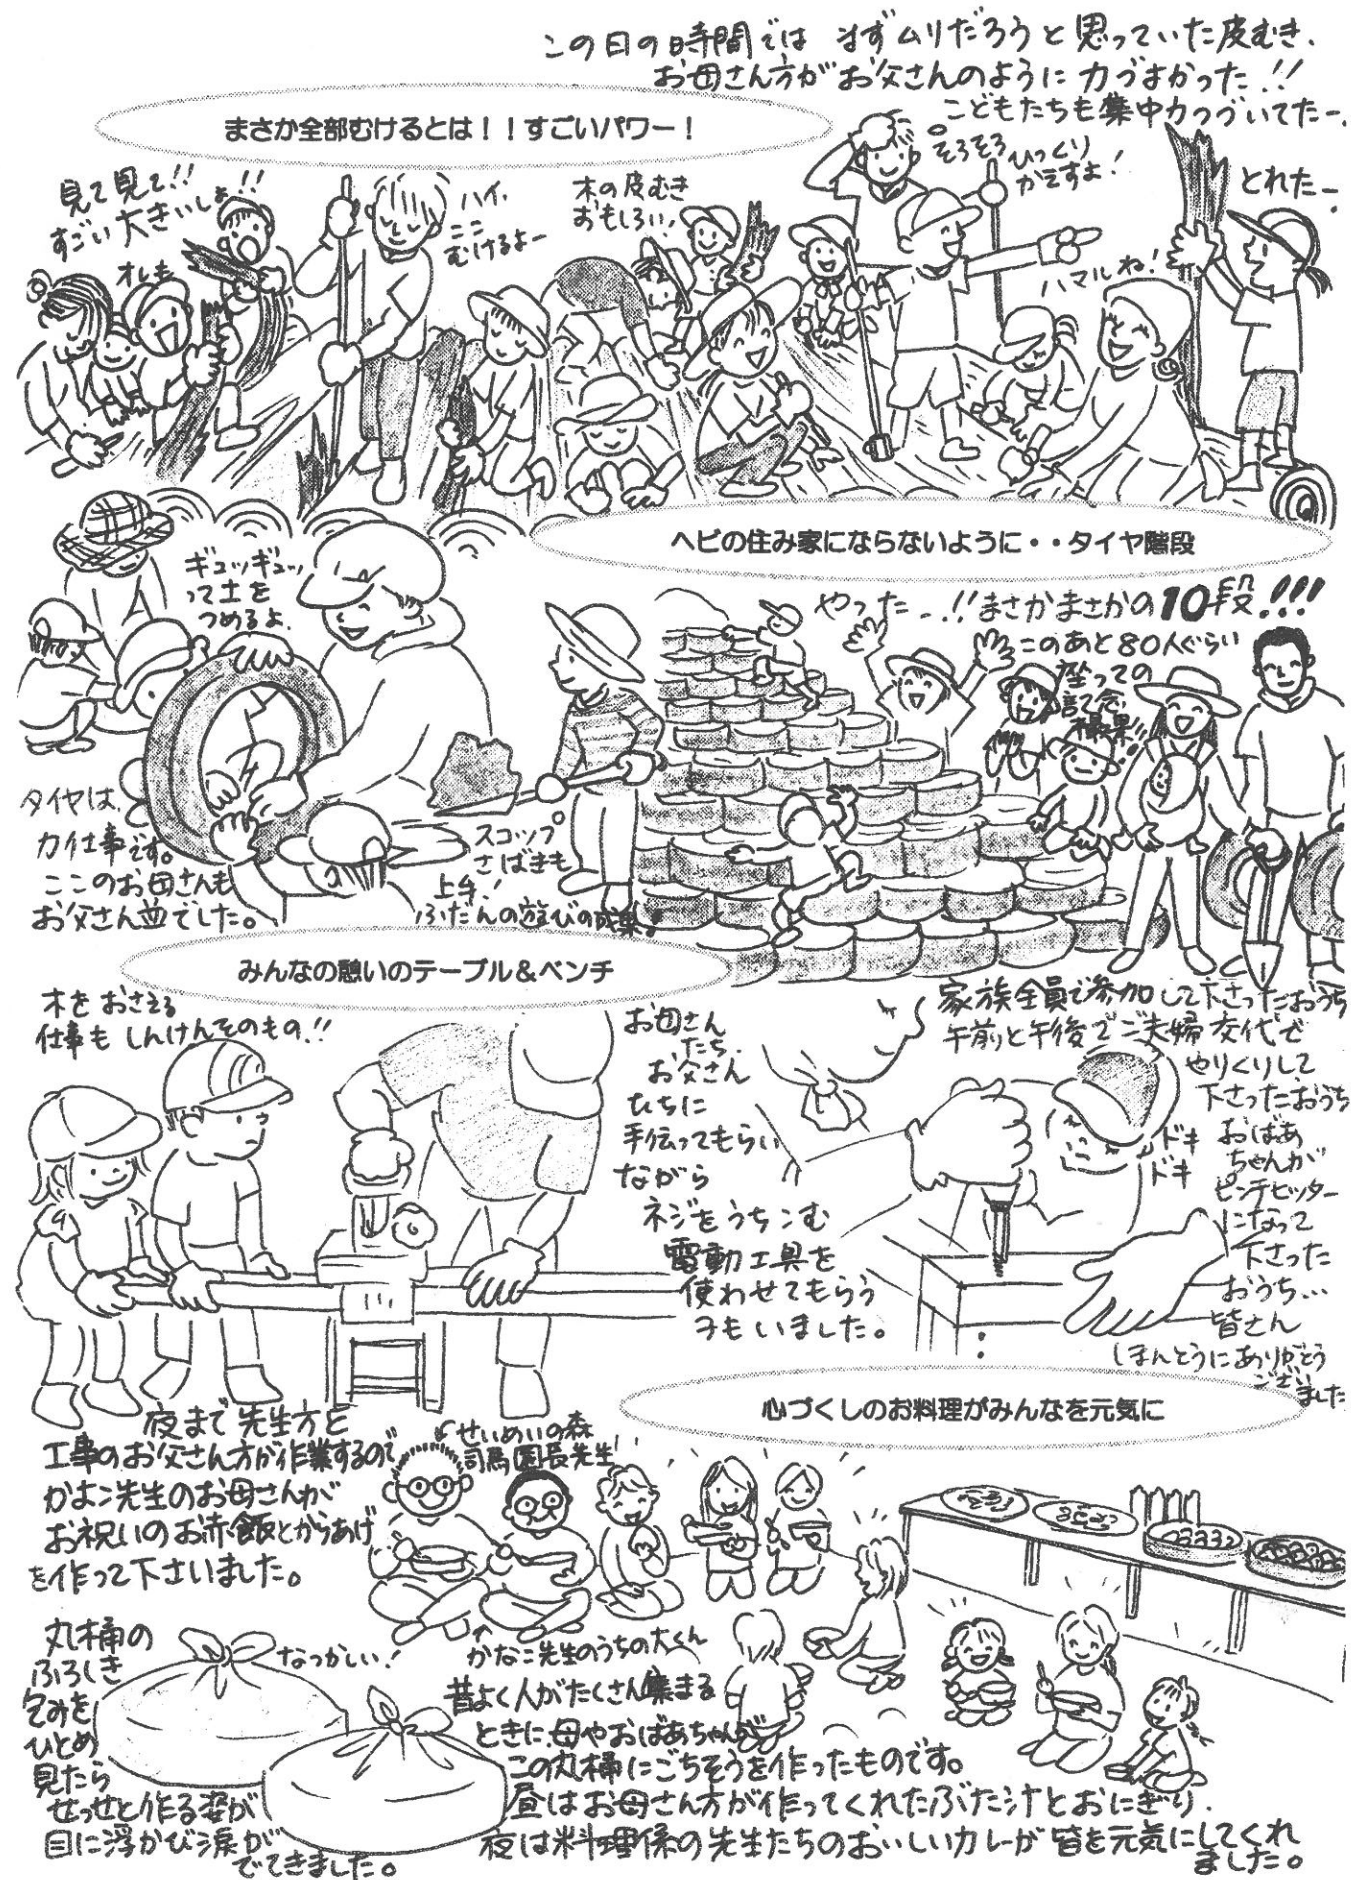 この日の時間では まずムリだろうと思っていた皮むき、
お母さん方がお父さんのように力づよかった!!
こどもたちも集中力つづいてたー。
まさか全部むけるとは！！すごいパワー！
見て見て!!
すごい大きいしょ!!
オレも
ハイ、
ここ
むけるよー
木の皮むき
おもしろい!
そろそろ
ひっくり
かえすよ!
ハマルね!
とれたー
ヘビの住み家にならないように・・タイヤ階段
ギュッギュッ
って土を
つめるよ.
やったー!!まさかまさかの10段!!!
このあと80人ぐらい
座っての
記念
撮影!!
タイヤは、
力仕事です。
ここのお母さんも
お父さん並でした。
スコップ
さばきも
上手!
ふだんの遊びの成果!
みんなの憩いのテーブル＆ベンチ
木をおさえる
仕事もしんけんそのもの!!
お母さん
たち、
お父さん
たちに
手伝ってもらい
ながら
ネジをうちこむ
電動工具を
使わせてもらう
子もいました。
ドキ
ドキ
家族全員で参加して下さったおうち
午前と午後でご夫婦交代で
やりくりして
下さったおうち
おばあ
ちゃんが
ピンチヒッター
になって
下さった
おうち…
皆さん
ほんとうにありがとう
ござい
ました
心づくしのお料理がみんなを元気に
夜まで先生方と
工事のお父さん方が作業するので
かよこ先生のお母さんが
お祝いのお赤飯とからあげ
を作って下さいました。
せいめいの森
司馬園長先生
かなこ先生のうちの大くん
丸桶の
ふろしき
包みを
ひとめ
見たら
せっせと作る姿が
目に浮かび涙が
でてきました。
なつかしい!
昔よく人がたくさん集まる
ときに母やおばあちゃんが
この丸桶にごちそうを作ったものです。
昼はお母さん方が作ってくれたぶた汁とおにぎり、
夜は料理係の先生たちのおいしいカレーが皆を元気にしてくれ
ました。